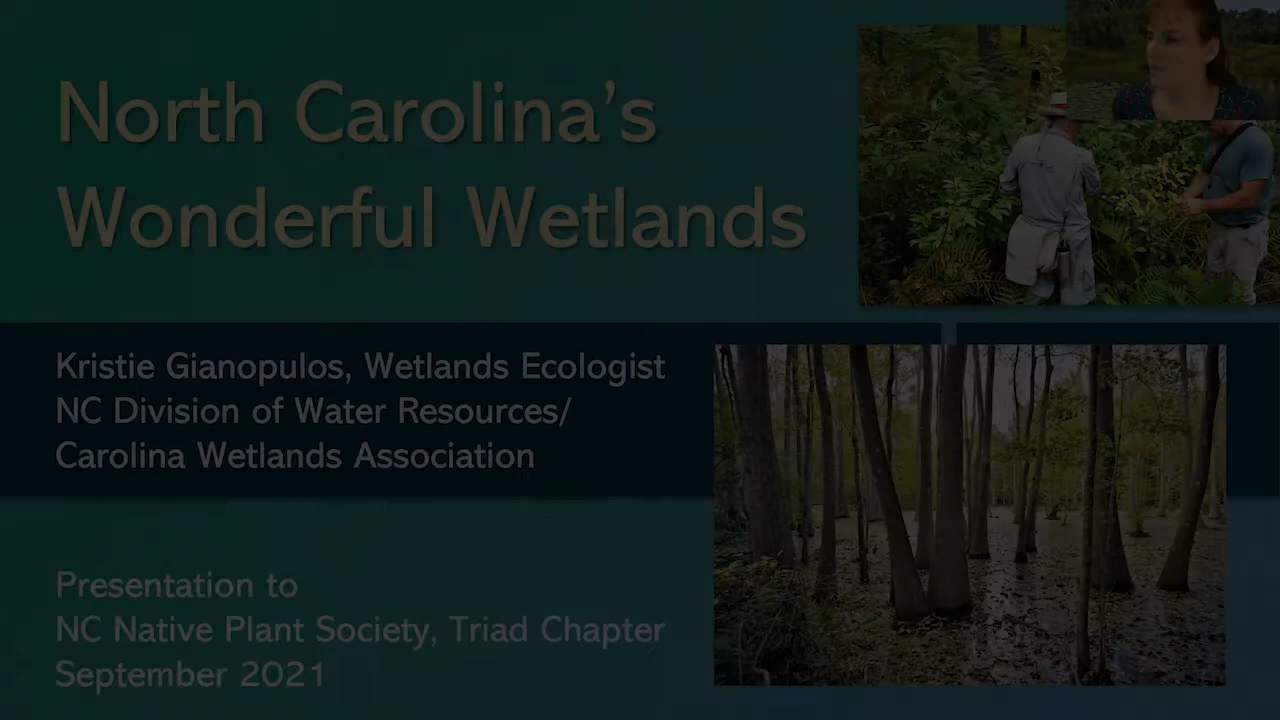 North Carolina’s
Wonderful Wetlands
Kristie Gianopulos, Wetlands Ecologist
NC Division of Water Resources/
Carolina Wetlands Association
Presentation to
NC Native Plant Society, Triad Chapter
September 2021